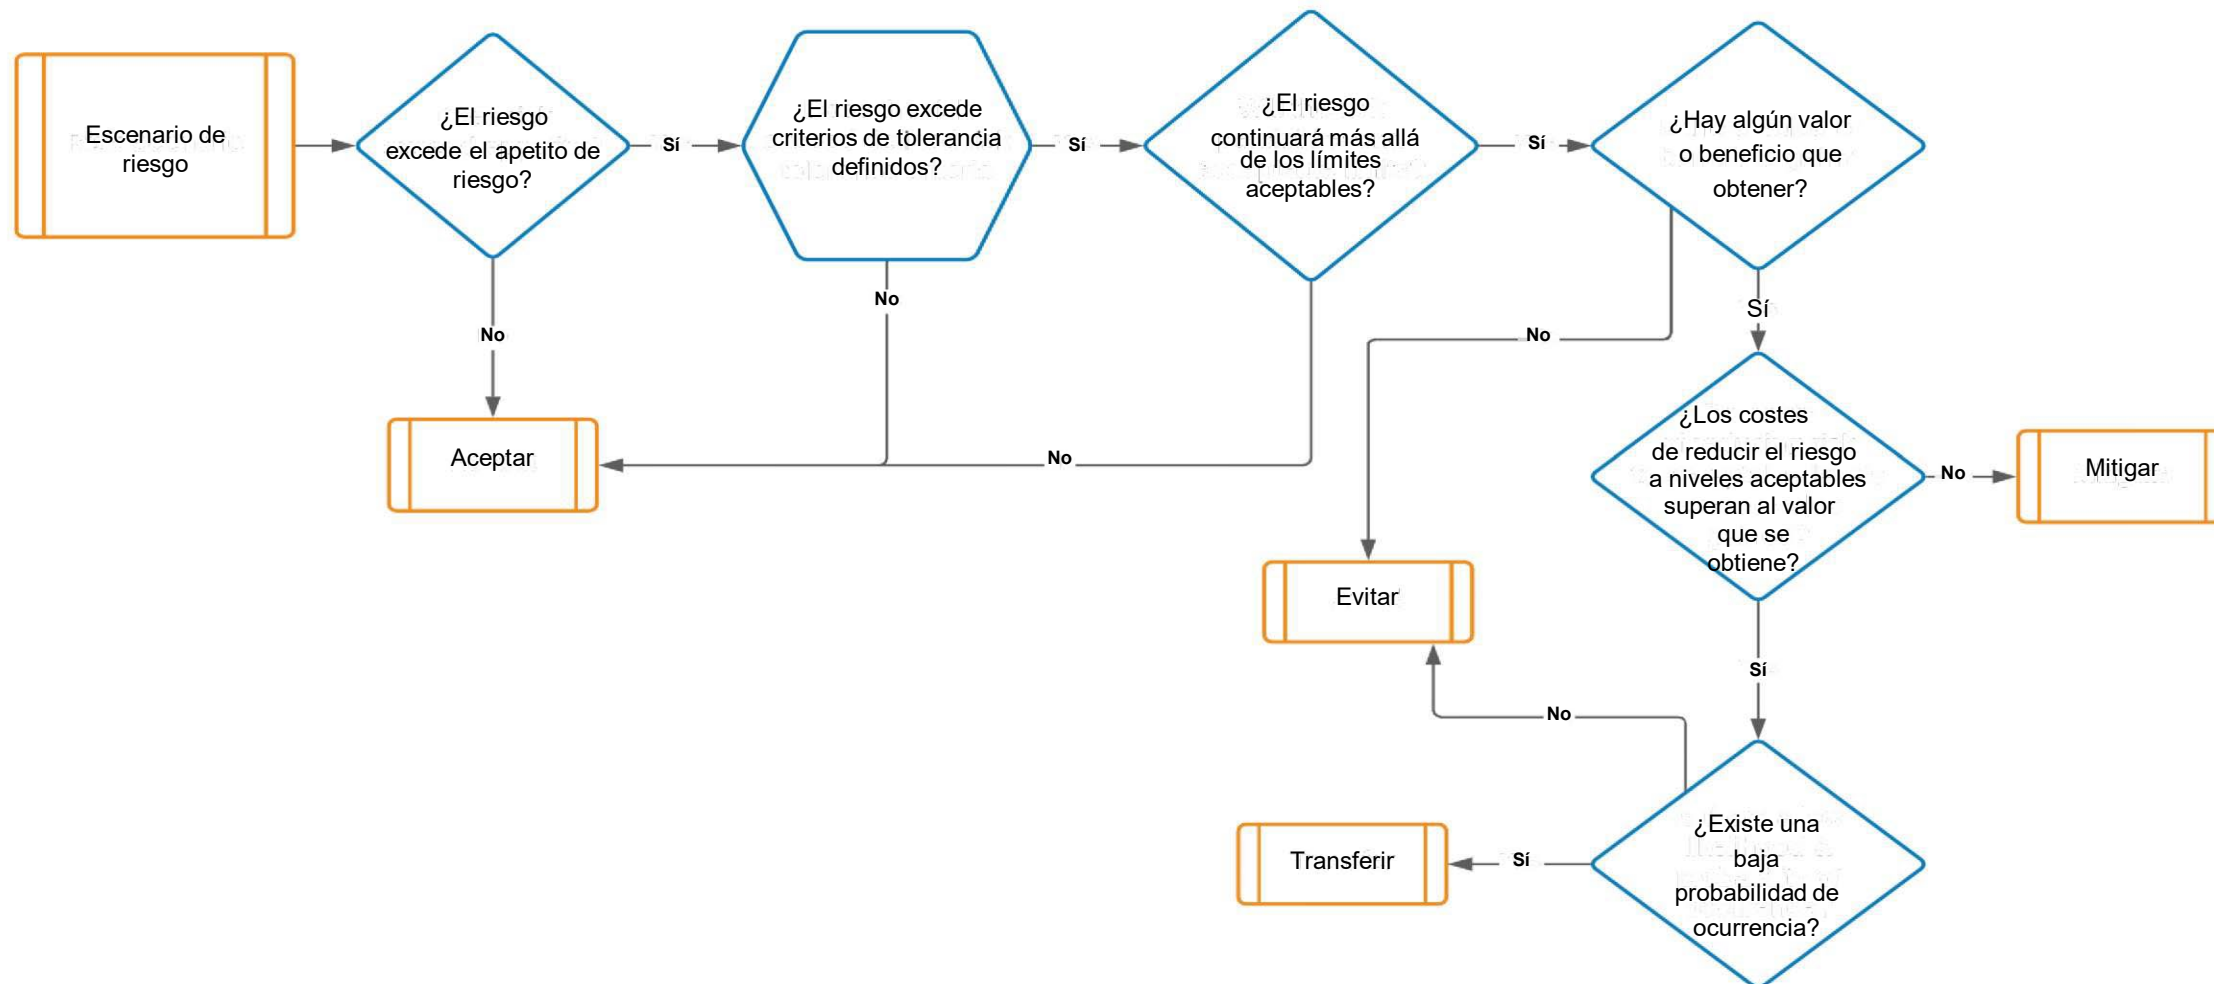 Escenario de
riesgo
¿El riesgo
excede el apetito de
riesgo?
Sí
¿El riesgo excede
criterios de tolerancia
definidos?
Sí
¿El riesgo
continuará más allá
de los límites
aceptables?
Sí
¿Hay algún valor
o beneficio que
obtener?
No
No
Sí
No
No
Aceptar
¿Los costes
de reducir el riesgo
a niveles aceptables
superan al valor
que se
obtiene?
No
Mitigar
Evitar
Sí
No
Transferir
Sí
¿Existe una
baja
probabilidad de
ocurrencia?